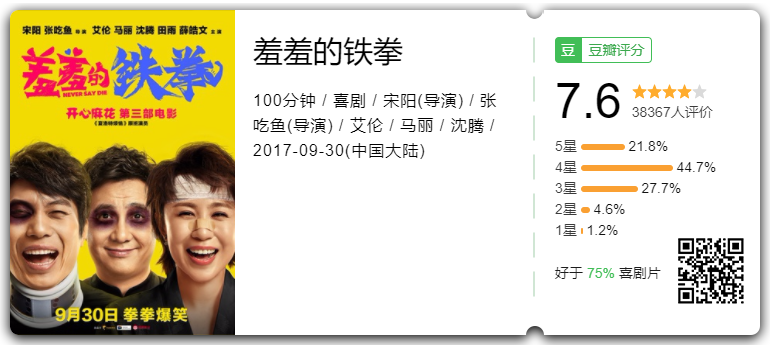 宋阳 张吃鱼 导演 艾伦 马丽 沈腾 田雨 薛皓文 主演
羞羞的铁拳
NEVER SAY DIE
开心麻花 第三部电影
9月30日 拳拳爆笑
羞羞的铁拳
100分钟 / 喜剧 / 宋阳(导演) / 张
吃鱼(导演) / 艾伦 / 马丽 / 沈腾 /
2017-09-30(中国大陆)
豆 豆瓣评分
7.6
38367人评价
5星 21.8%
4星 44.7%
3星 27.7%
2星 4.6%
1星 1.2%
好于 75% 喜剧片